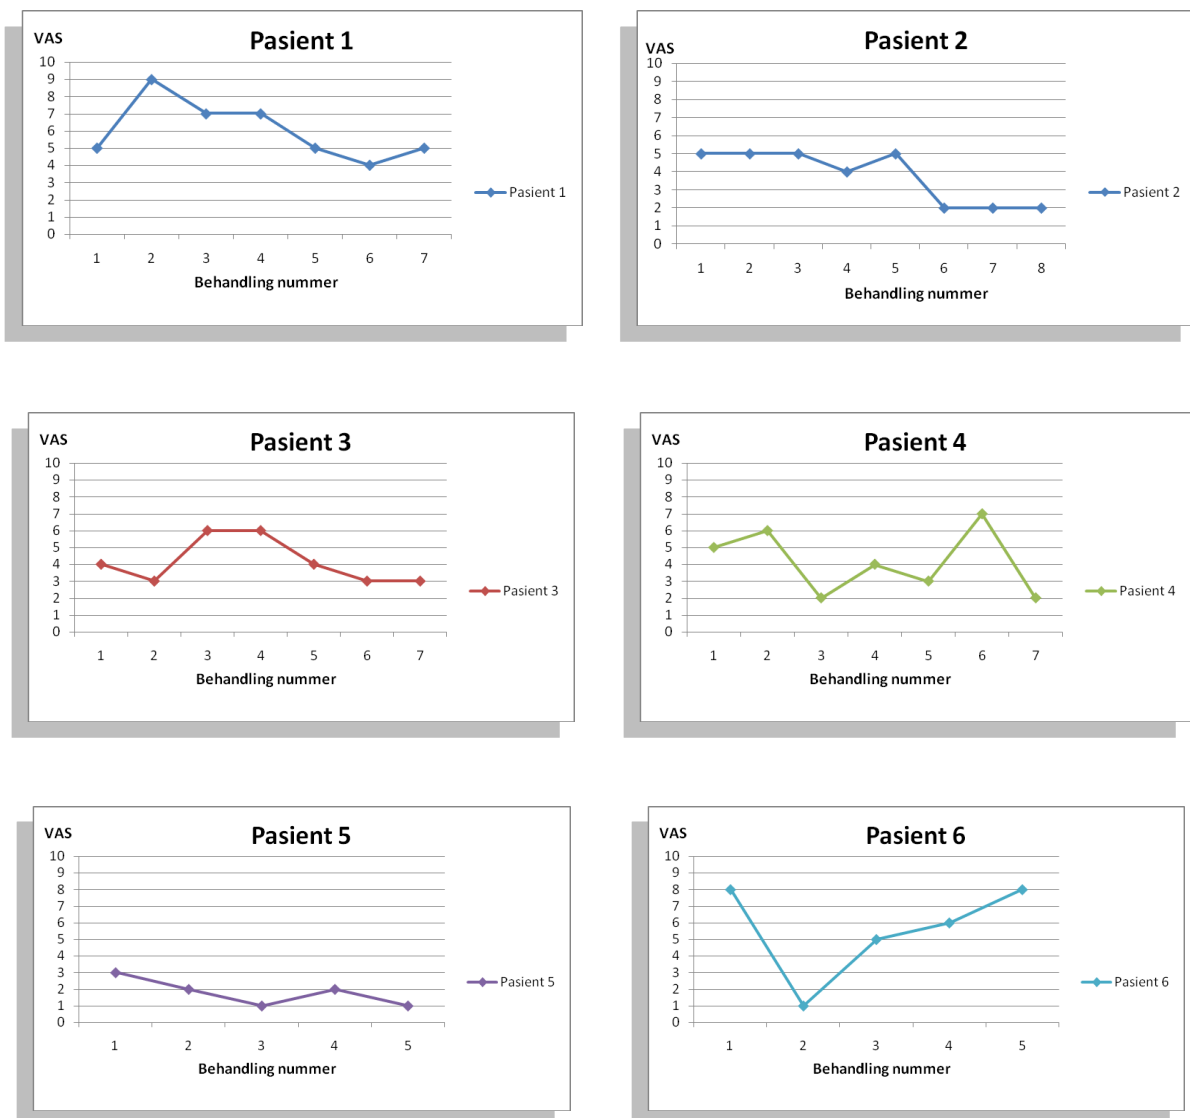 Pasient 1
VAS
10
9
8
7
6
5
4
3
2
1
0
1 2 3 4 5 6 7
Behandling nummer
Pasient 1
Pasient 2
VAS
10
9
8
7
6
5
4
3
2
1
0
1 2 3 4 5 6 7 8
Behandling nummer
Pasient 2
Pasient 3
VAS
10
9
8
7
6
5
4
3
2
1
0
1 2 3 4 5 6 7
Behandling nummer
Pasient 3
Pasient 4
VAS
10
9
8
7
6
5
4
3
2
1
0
1 2 3 4 5 6 7
Behandling nummer
Pasient 4
Pasient 5
VAS
10
9
8
7
6
5
4
3
2
1
0
1 2 3 4 5
Behandling nummer
Pasient 5
Pasient 6
VAS
10
9
8
7
6
5
4
3
2
1
0
1 2 3 4 5
Behandling nummer
Pasient 6